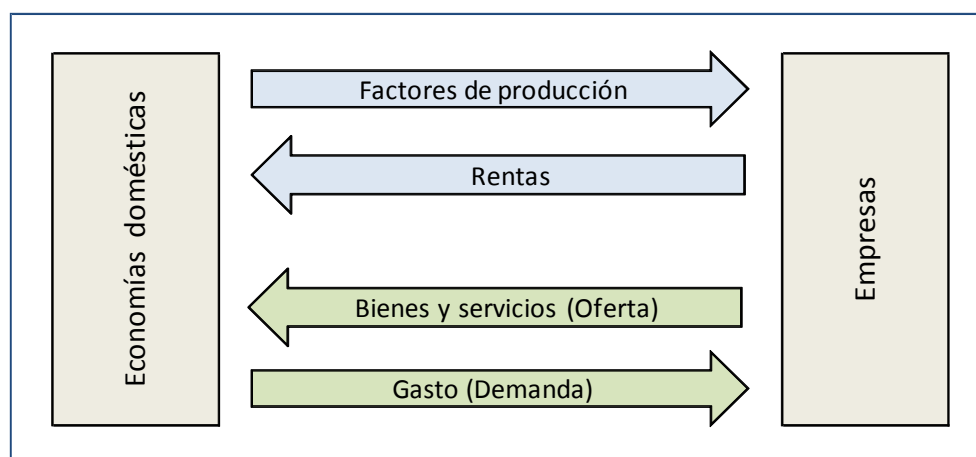 Economías domésticas
Factores de producción
Rentas
Bienes y servicios (Oferta)
Gasto (Demanda)
Empresas